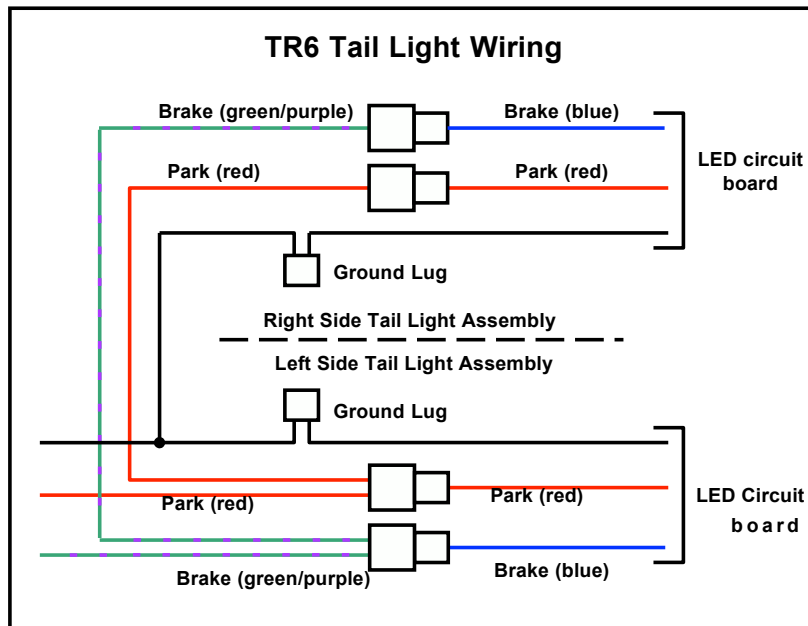 TR6 Tail Light Wiring
Brake (green/purple)
Brake (blue)
Park (red)
Park (red)
LED circuit
board
Ground Lug
Right Side Tail Light Assembly
Left Side Tail Light Assembly
Ground Lug
Park (red)
Park (red)
LED Circuit
board
Brake (green/purple)
Brake (blue)